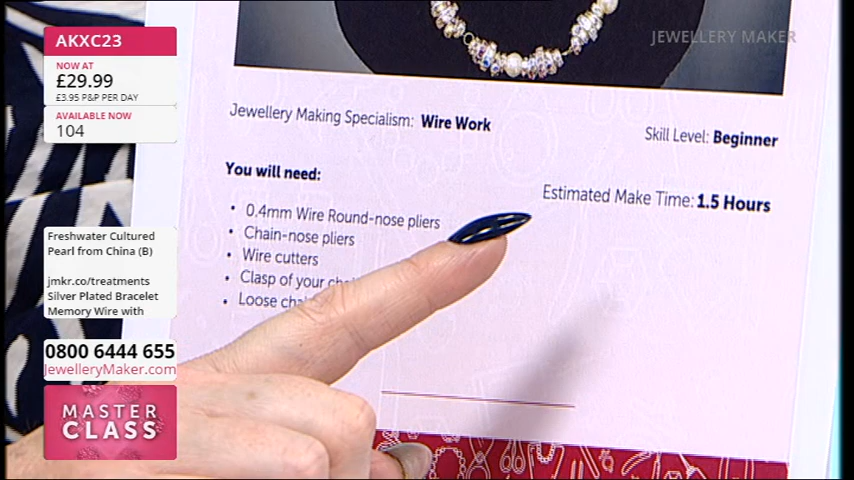 AKXC23
NOW AT
£29.99
£3.95 P&P PER DAY
AVAILABLE NOW
104
JEWELLERY MAKER
Jewellery Making Specialism: Wire Work
Skill Level: Beginner
You will need:
Estimated Make Time: 1.5 Hours
• 0.4mm Wire Round-nose pliers
• Chain-nose pliers
• Wire cutters
• Clasp of your
• Loose
Freshwater Cultured
Pearl from China (B)
jmkr.co/treatments
Silver Plated Bracelet
Memory Wire with
0800 6444 655
JewelleryMaker.com
MASTER
CLASS